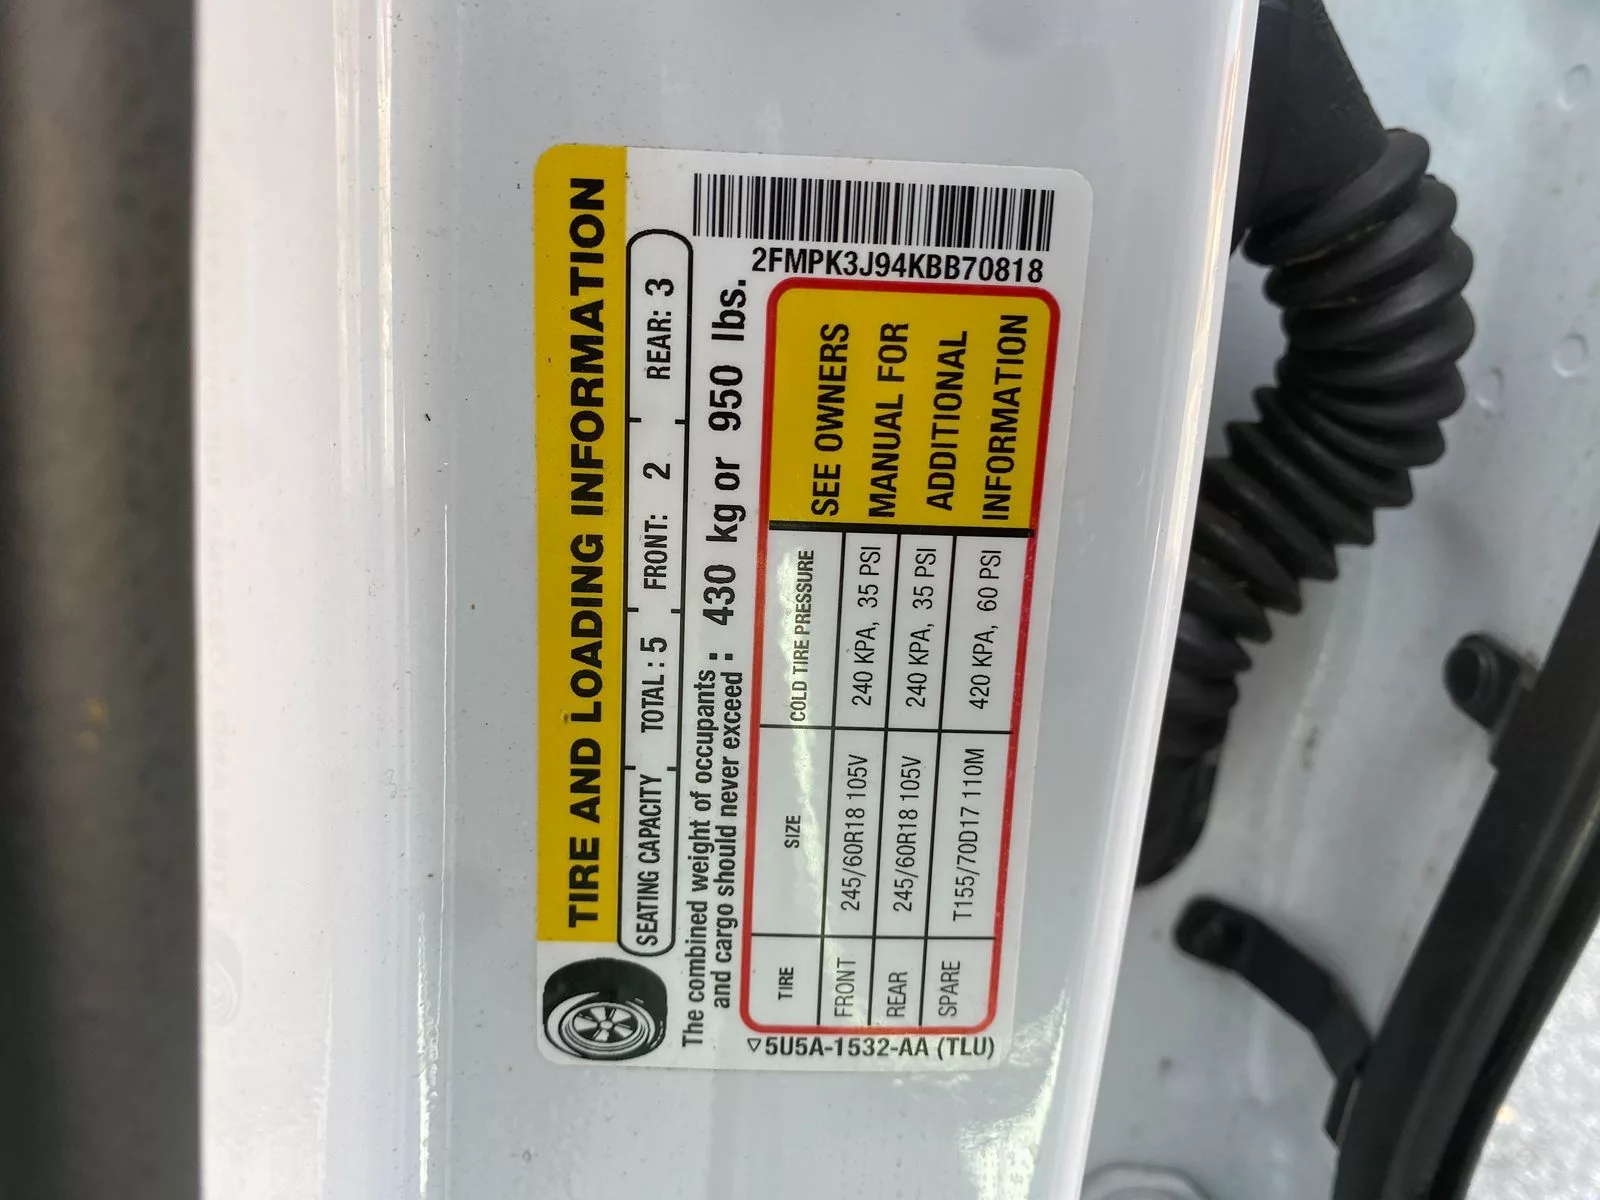 TIRE AND LOADING INFORMATION
SEATING CAPACITY TOTAL : 5 FRONT: 2 REAR: 3
The combined weight of occupants
and cargo should never exceed : 430 kg or 950 lbs.
TIRE SIZE COLD TIRE PRESSURE
FRONT 245/60R18 105V 240 KPA, 35 PSI
REAR 245/60R18 105V 240 KPA, 35 PSI
SPARE T155/70D17 110M 420 KPA, 60 PSI
SEE OWNERS
MANUAL FOR
ADDITIONAL
INFORMATION
5U5A-1532-AA (TLU)
2FMPK3J94KBB70818